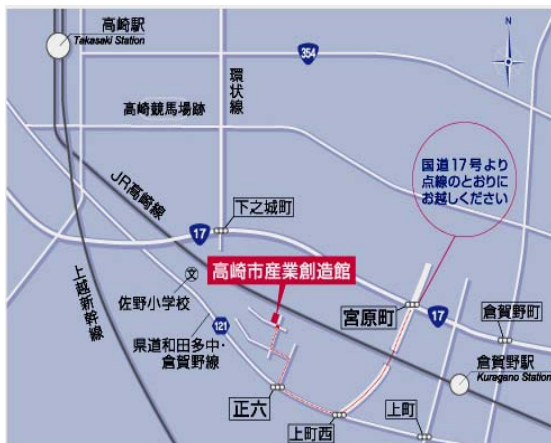 高崎駅
Takasaki Station
N
354
環状線
高崎競馬場跡
国道17号より
点線のとおりに
お越しください
JR高崎線
下之城町
17
高崎市産業創造館
文
佐野小学校
宮原町
17
倉賀野町
上越新幹線
121
県道和田多中・
倉賀野線
倉賀野駅
Kuragano Station
正六
上町西
上町